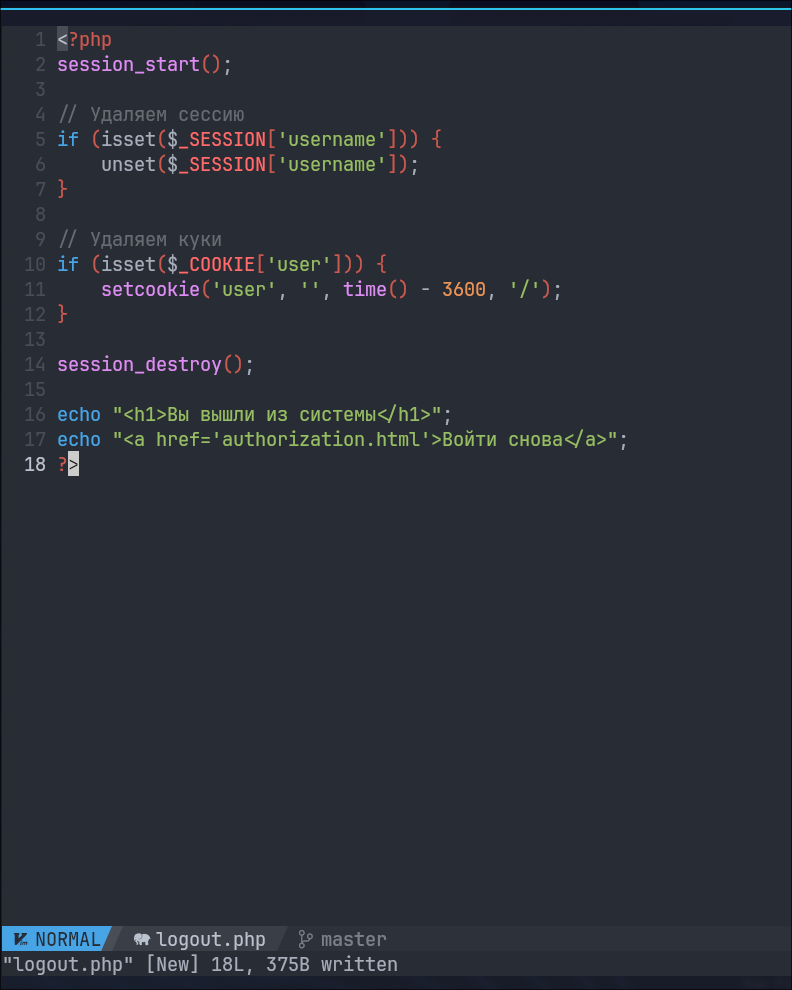 1 <?php
2 session_start();
3
4 // Удаляем сессию
5 if (isset($_SESSION['username'])) {
6     unset($_SESSION['username']);
7 }
8
9 // Удаляем куки
10 if (isset($_COOKIE['user'])) {
11     setcookie('user', '', time() - 3600, '/');
12 }
13
14 session_destroy();
15
16 echo "<h1>Вы вышли из системы</h1>";
17 echo "<a href='authorization.html'>Войти снова</a>";
18 ?>
NORMAL logout.php master
"logout.php" [New] 18L, 375B written